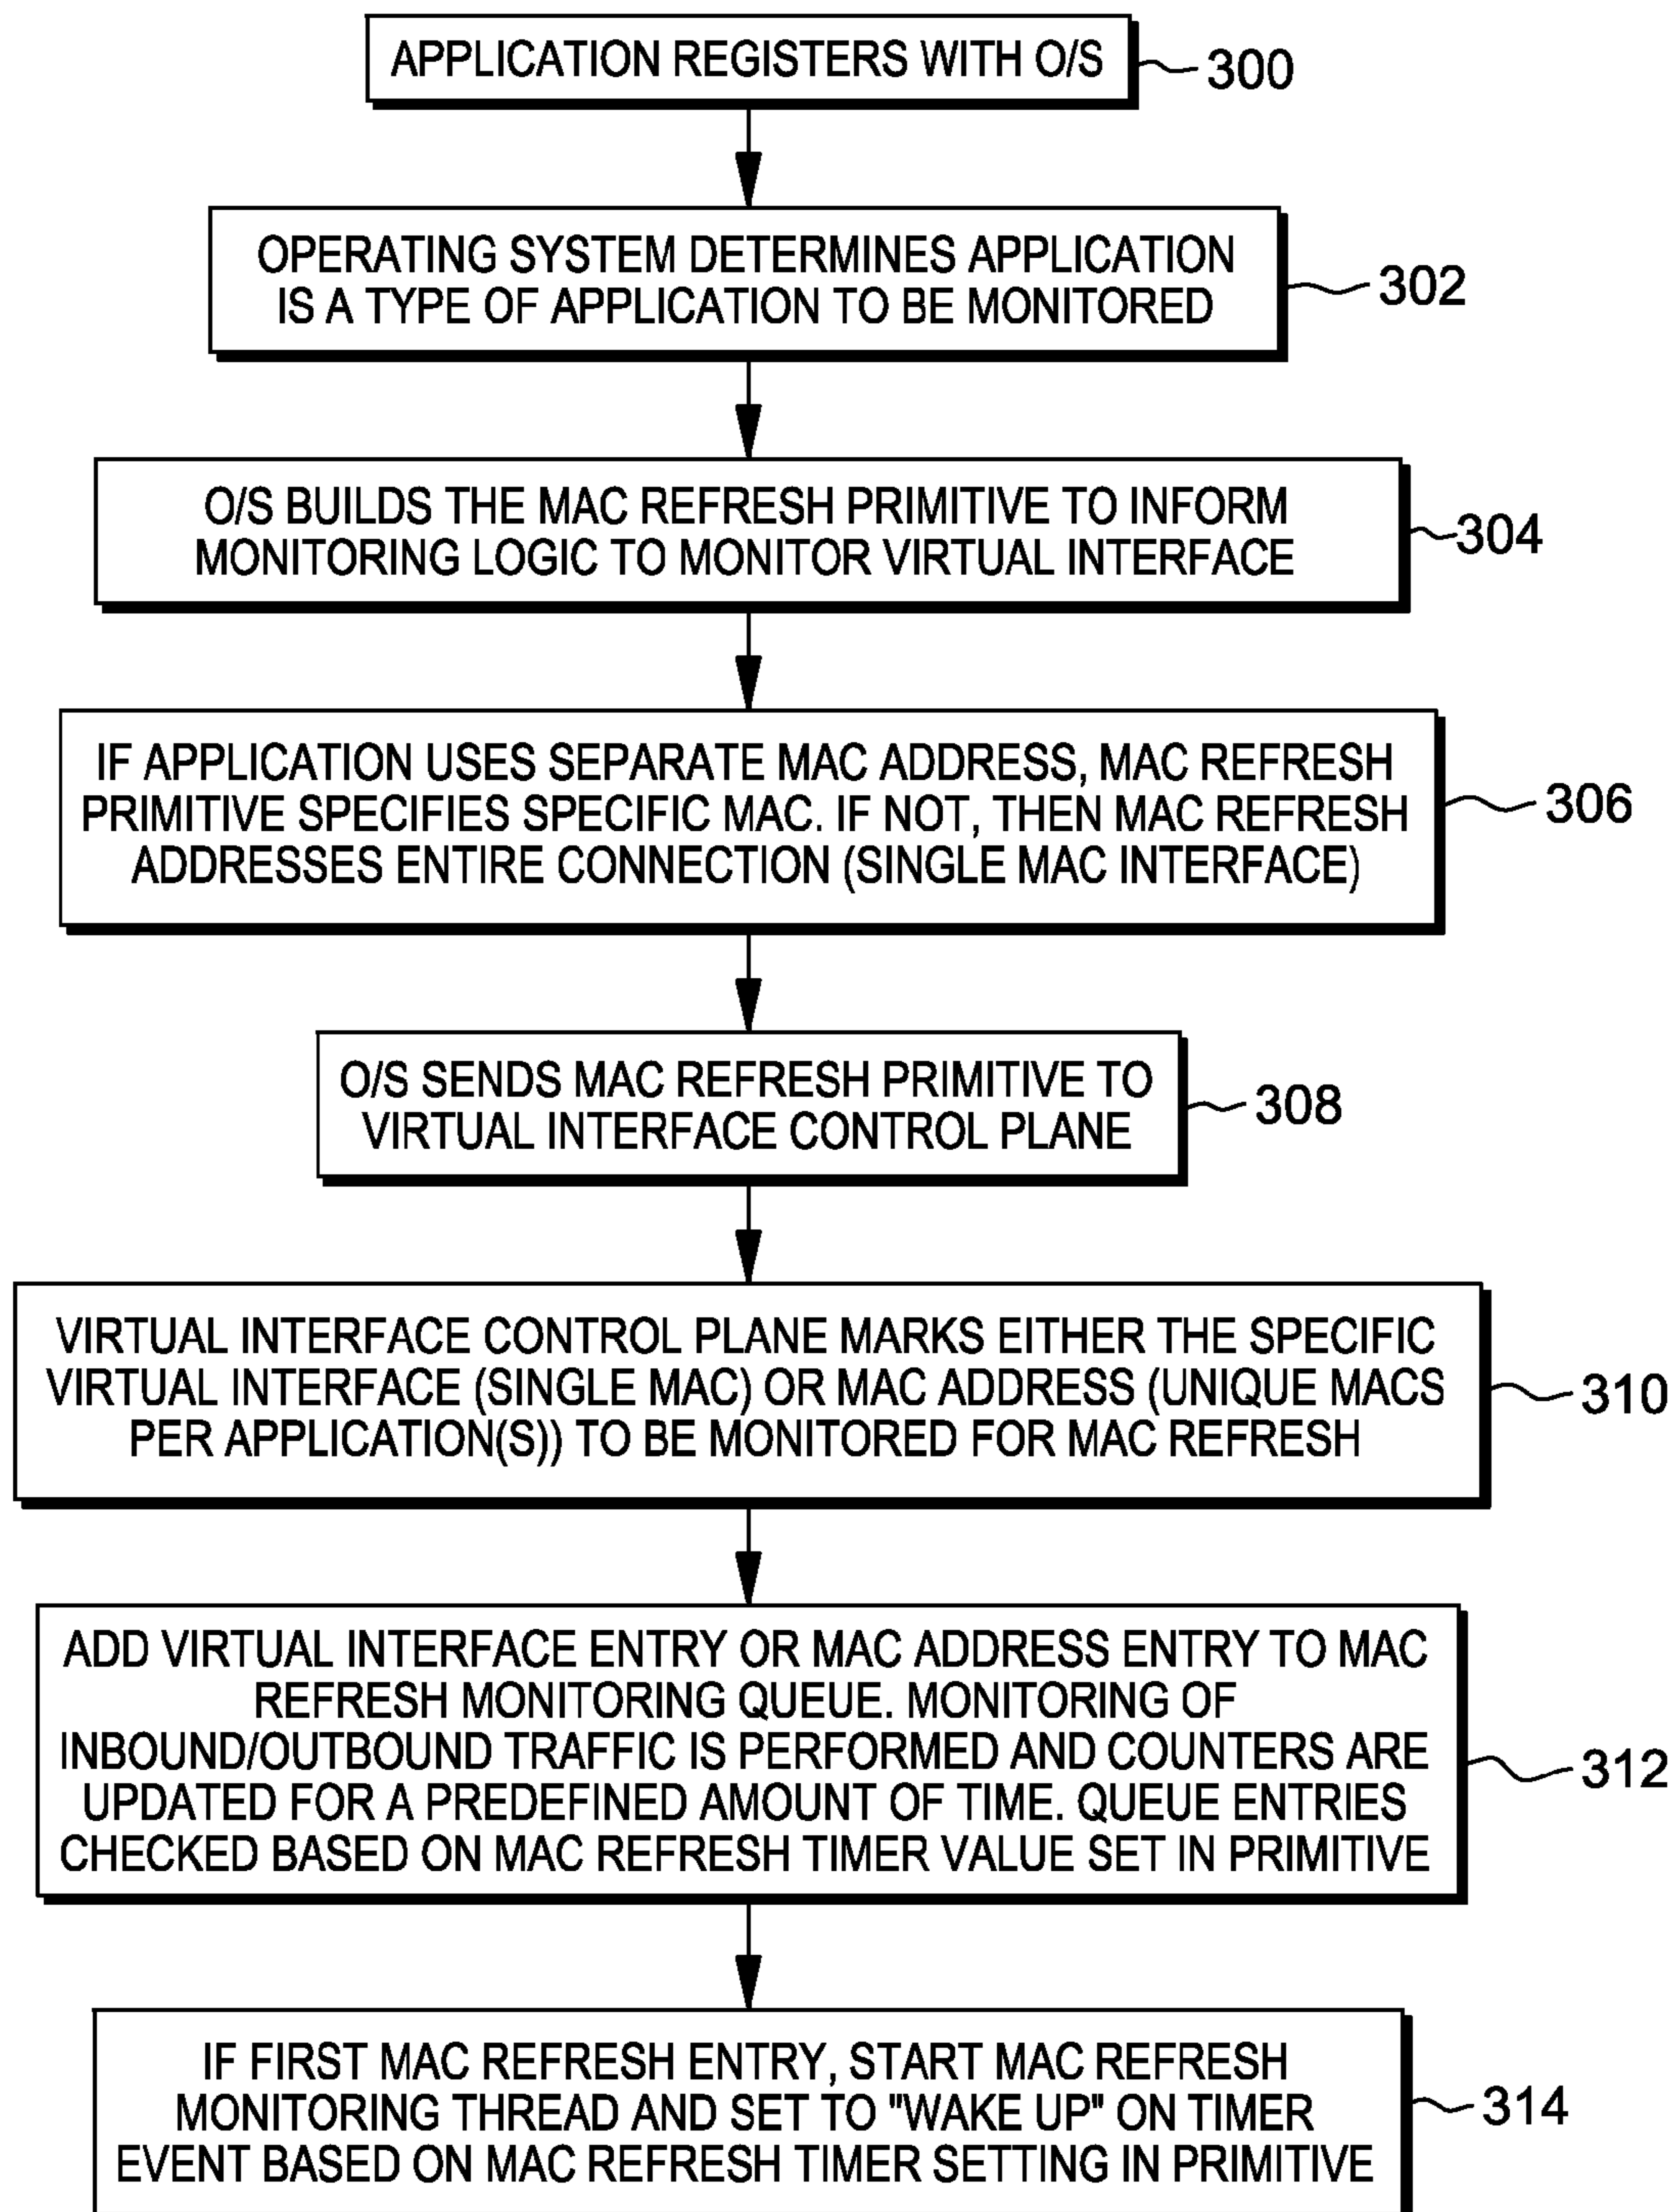 APPLICATION REGISTERS WITH O/S
300
OPERATING SYSTEM DETERMINES APPLICATION
IS A TYPE OF APPLICATION TO BE MONITORED
302
O/S BUILDS THE MAC REFRESH PRIMITIVE TO INFORM
MONITORING LOGIC TO MONITOR VIRTUAL INTERFACE
304
IF APPLICATION USES SEPARATE MAC ADDRESS, MAC REFRESH
PRIMITIVE SPECIFIES SPECIFIC MAC. IF NOT, THEN MAC REFRESH
ADDRESSES ENTIRE CONNECTION (SINGLE MAC INTERFACE)
306
O/S SENDS MAC REFRESH PRIMITIVE TO
VIRTUAL INTERFACE CONTROL PLANE
308
VIRTUAL INTERFACE CONTROL PLANE MARKS EITHER THE SPECIFIC
VIRTUAL INTERFACE (SINGLE MAC) OR MAC ADDRESS (UNIQUE MACS
PER APPLICATION(S)) TO BE MONITORED FOR MAC REFRESH
310
ADD VIRTUAL INTERFACE ENTRY OR MAC ADDRESS ENTRY TO MAC
REFRESH MONITORING QUEUE. MONITORING OF
INBOUND/OUTBOUND TRAFFIC IS PERFORMED AND COUNTERS ARE
UPDATED FOR A PREDEFINED AMOUNT OF TIME. QUEUE ENTRIES
CHECKED BASED ON MAC REFRESH TIMER VALUE SET IN PRIMITIVE
312
IF FIRST MAC REFRESH ENTRY, START MAC REFRESH
MONITORING THREAD AND SET TO "WAKE UP" ON TIMER
EVENT BASED ON MAC REFRESH TIMER SETTING IN PRIMITIVE
314